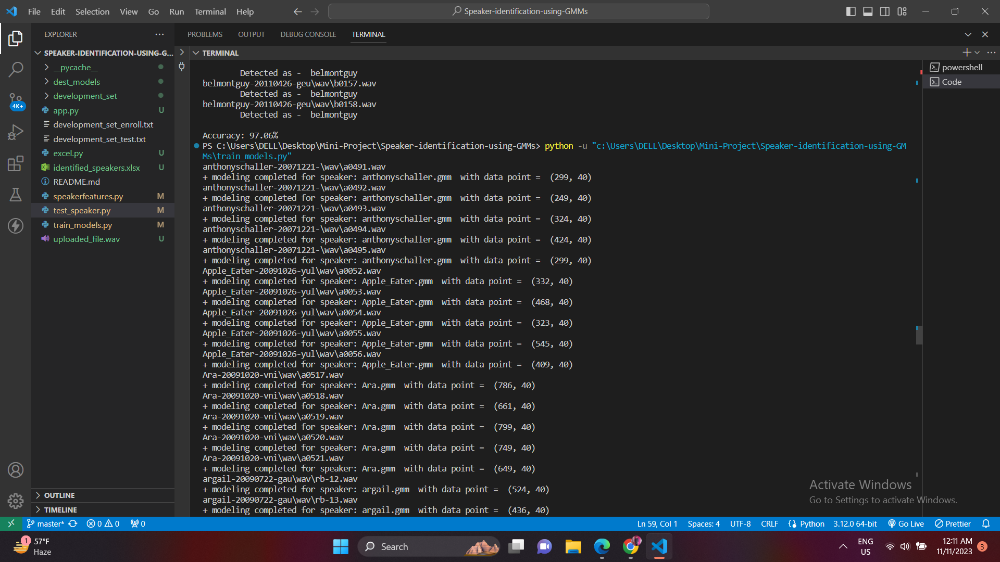 File Edit Selection View Go Run Terminal Help
Speaker-identification-using-GMMs
EXPLORER
SPEAKER-IDENTIFICATION-USING-G...
__pycache__
dest_models
development_set
app.py U
development_set_enroll.txt
development_set_test.txt
excel.py U
identified_speakers.xlsx U
README.md
speakerfeatures.py M
test_speaker.py M
train_models.py M
uploaded_file.wav U
OUTLINE
TIMELINE
4K+
PROBLEMS OUTPUT DEBUG CONSOLE TERMINAL
TERMINAL
Detected as -  belmontguy
belmontguy-20110426-geu\wav\b0157.wav
Detected as -  belmontguy
belmontguy-20110426-geu\wav\b0158.wav
Detected as -  belmontguy
Accuracy: 97.06%
PS C:\Users\DELL\Desktop\Mini-Project\Speaker-identification-using-GMMs> python -u "c:\Users\DELL\Desktop\Mini-Project\Speaker-identification-using-GM
Ms\train_models.py"
anthonyschaller-20071221-\wav\a0491.wav
+ modeling completed for speaker: anthonyschaller.gmm  with data point =  (299, 40)
anthonyschaller-20071221-\wav\a0492.wav
+ modeling completed for speaker: anthonyschaller.gmm  with data point =  (249, 40)
anthonyschaller-20071221-\wav\a0493.wav
+ modeling completed for speaker: anthonyschaller.gmm  with data point =  (324, 40)
anthonyschaller-20071221-\wav\a0494.wav
+ modeling completed for speaker: anthonyschaller.gmm  with data point =  (424, 40)
anthonyschaller-20071221-\wav\a0495.wav
+ modeling completed for speaker: anthonyschaller.gmm  with data point =  (299, 40)
Apple_Eater-20091026-yul\wav\a0052.wav
+ modeling completed for speaker: Apple_Eater.gmm  with data point =  (332, 40)
Apple_Eater-20091026-yul\wav\a0053.wav
+ modeling completed for speaker: Apple_Eater.gmm  with data point =  (468, 40)
Apple_Eater-20091026-yul\wav\a0054.wav
+ modeling completed for speaker: Apple_Eater.gmm  with data point =  (323, 40)
Apple_Eater-20091026-yul\wav\a0055.wav
+ modeling completed for speaker: Apple_Eater.gmm  with data point =  (545, 40)
Apple_Eater-20091026-yul\wav\a0056.wav
+ modeling completed for speaker: Apple_Eater.gmm  with data point =  (409, 40)
Ara-20091020-vni\wav\a0517.wav
+ modeling completed for speaker: Ara.gmm  with data point =  (786, 40)
Ara-20091020-vni\wav\a0518.wav
+ modeling completed for speaker: Ara.gmm  with data point =  (661, 40)
Ara-20091020-vni\wav\a0519.wav
+ modeling completed for speaker: Ara.gmm  with data point =  (799, 40)
Ara-20091020-vni\wav\a0520.wav
+ modeling completed for speaker: Ara.gmm  with data point =  (749, 40)
Ara-20091020-vni\wav\a0521.wav
+ modeling completed for speaker: Ara.gmm  with data point =  (649, 40)
argail-20090722-gau\wav\rb-12.wav
+ modeling completed for speaker: argail.gmm  with data point =  (524, 40)
argail-20090722-gau\wav\rb-13.wav
+ modeling completed for speaker: argail.gmm  with data point =  (436, 40)
powershell
Code
Activate Windows
Go to Settings to activate Windows.
master* 0 0 0 Ln 59, Col 1 Spaces: 4 UTF-8 CRLF Python 3.12.0 64-bit Go Live Prettier
1
57°F
Haze
Search
ENG
US
12:11 AM
11/11/2023
3